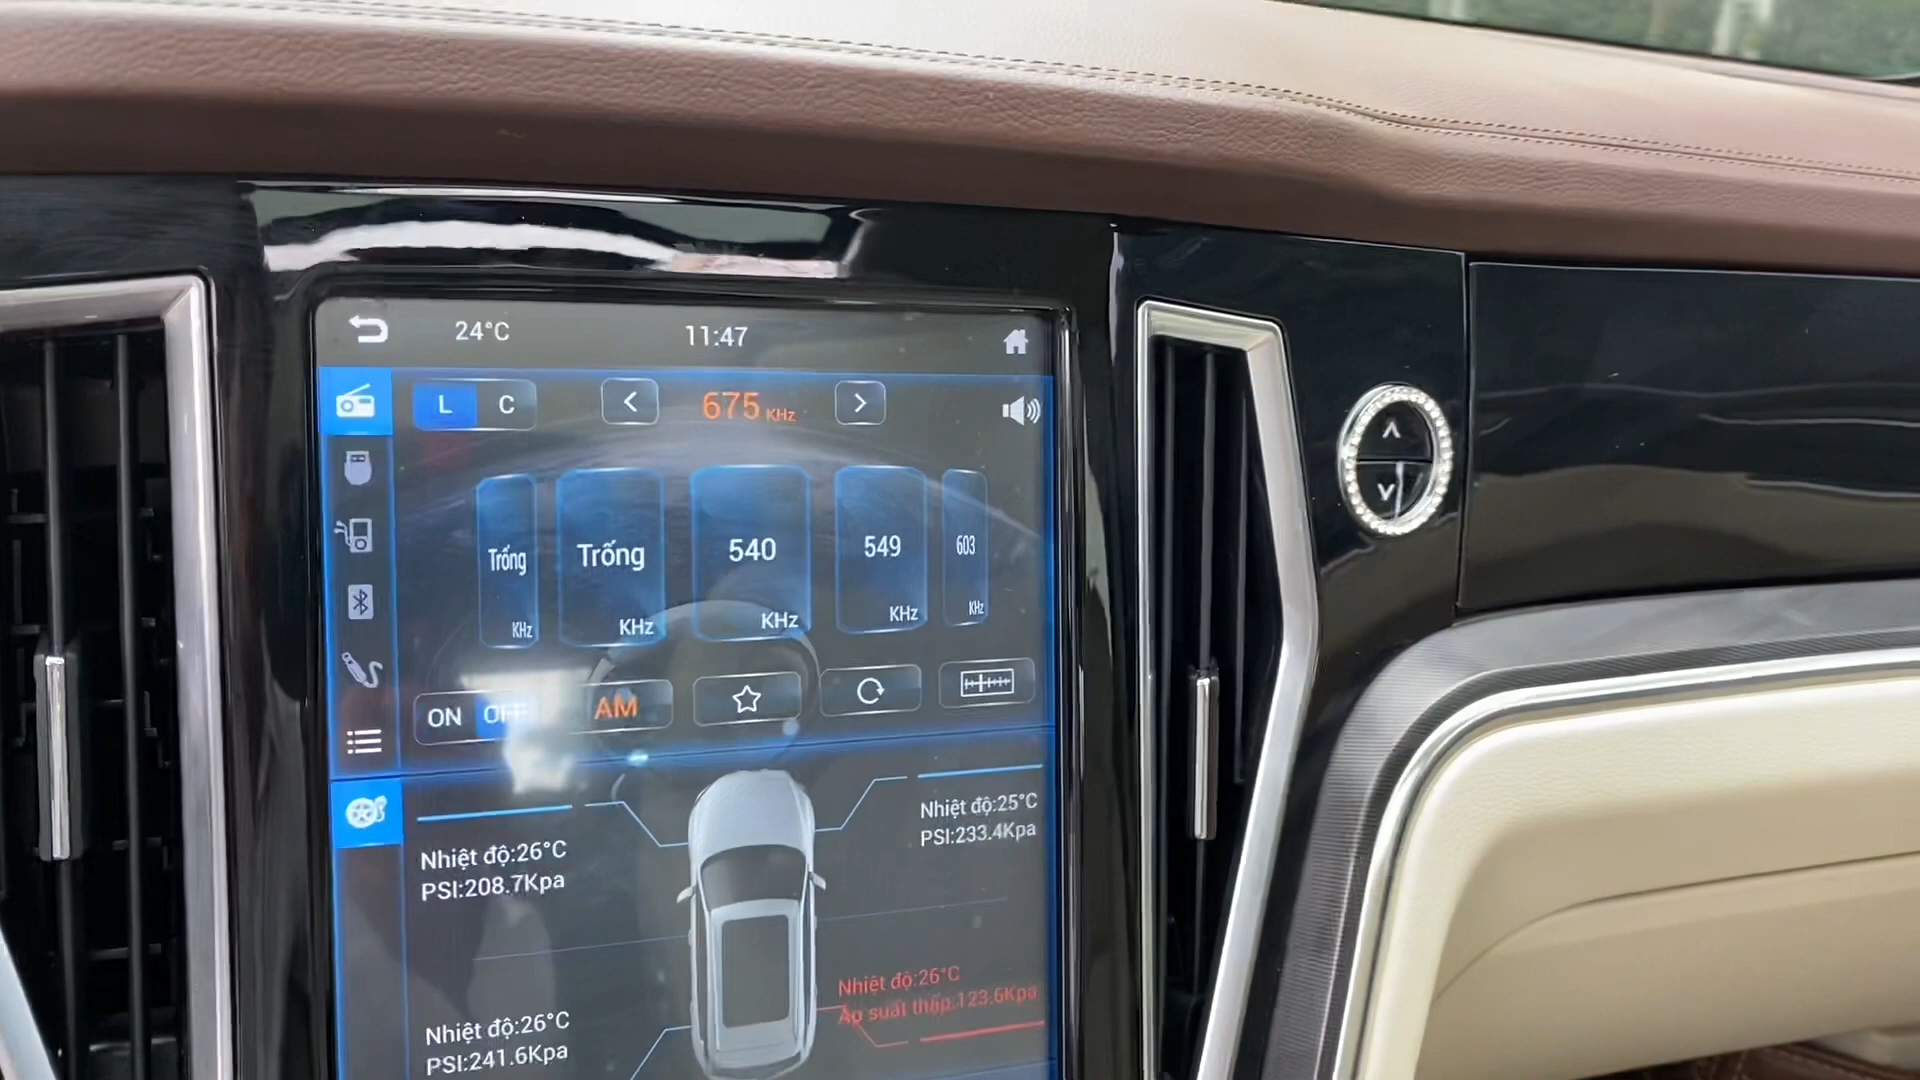 24°C
11:47
L C
675 KHz
Trống KHz
Trống KHz
540 KHz
549 KHz
603 KHz
ON OFF
AM
Nhiệt độ:26°C
PSI:208.7Kpa
Nhiệt độ:25°C
PSI:233.4Kpa
Nhiệt độ:26°C
PSI:241.6Kpa
Nhiệt độ:26°C
Áp suất thấp:123.6Kpa